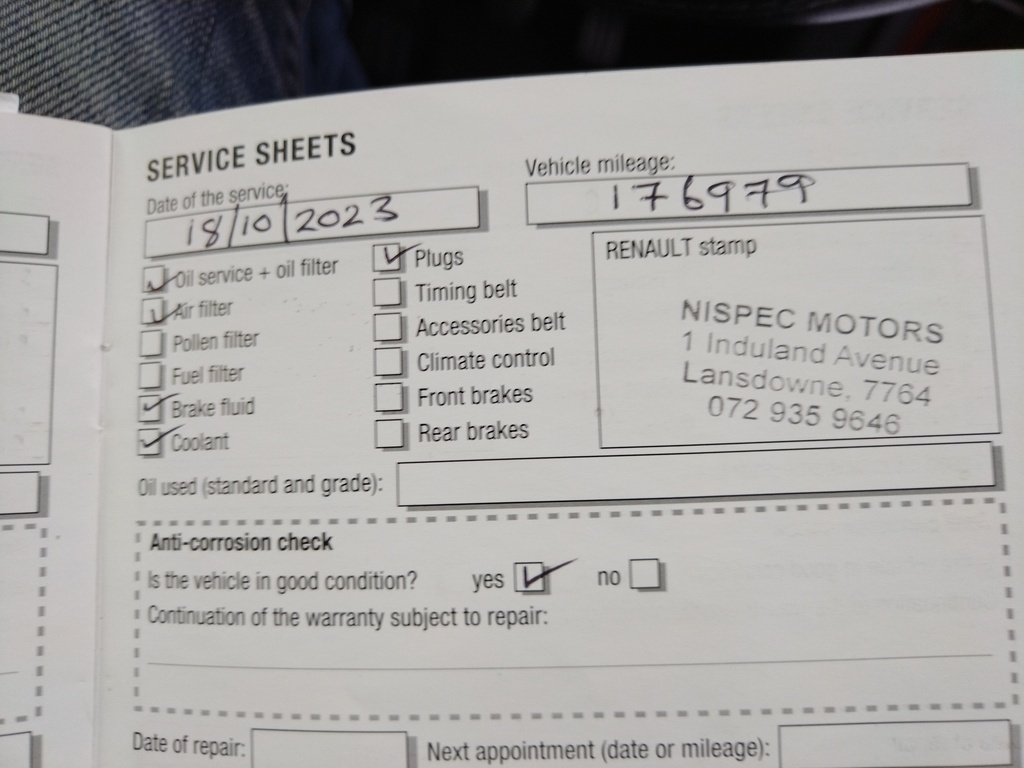 SERVICE SHEETS
Date of the service:
18/10/2023
Vehicle mileage:
176979
Oil service + oil filter
Air filter
Pollen filter
Fuel filter
Brake fluid
Coolant
Plugs
Timing belt
Accessories belt
Climate control
Front brakes
Rear brakes
RENAULT stamp
NISPEC MOTORS
1 Induland Avenue
Lansdowne, 7764
072 935 9646
Oil used (standard and grade):
Anti-corrosion check
Is the vehicle in good condition? yes no
Continuation of the warranty subject to repair:
Date of repair:
Next appointment (date or mileage):